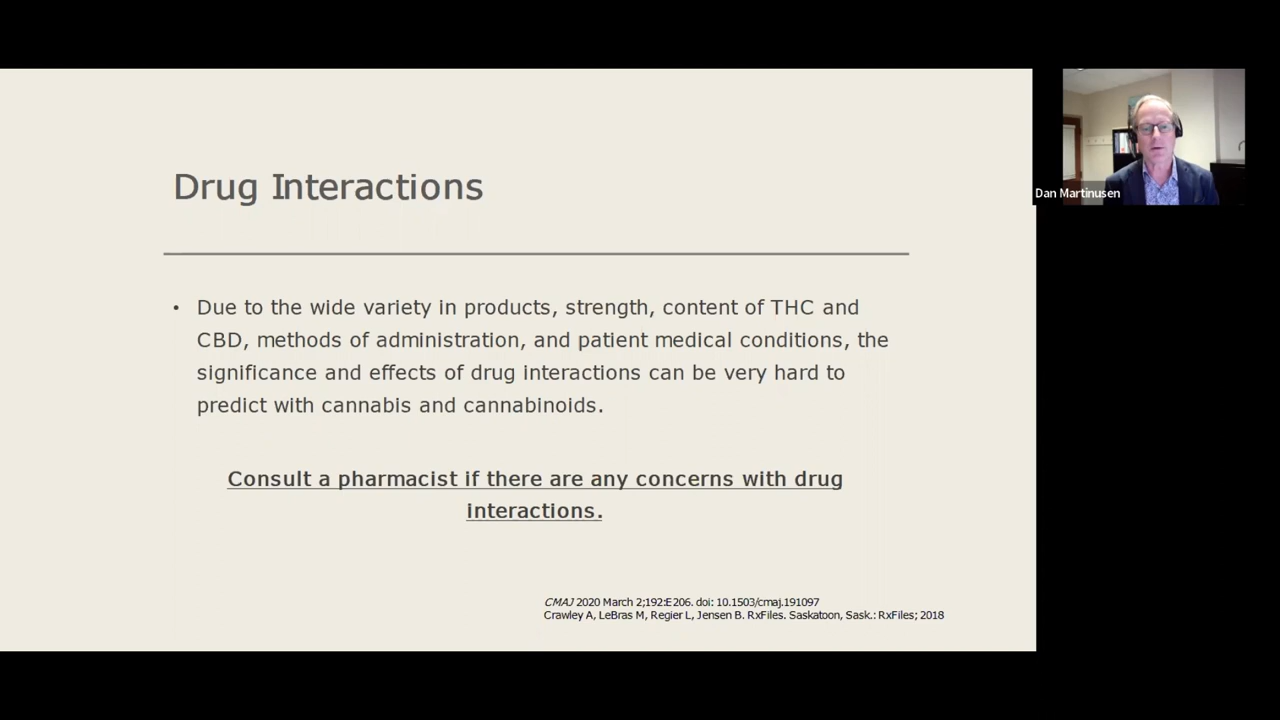 Drug Interactions
• Due to the wide variety in products, strength, content of THC and
CBD, methods of administration, and patient medical conditions, the
significance and effects of drug interactions can be very hard to
predict with cannabis and cannabinoids.
Consult a pharmacist if there are any concerns with drug
interactions.
CMAJ 2020 March 2;192:E206. doi: 10.1503/cmaj.191097
Crawley A, LeBras M, Regier L, Jensen B. RxFiles. Saskatoon, Sask.: RxFiles; 2018
Dan Martinusen